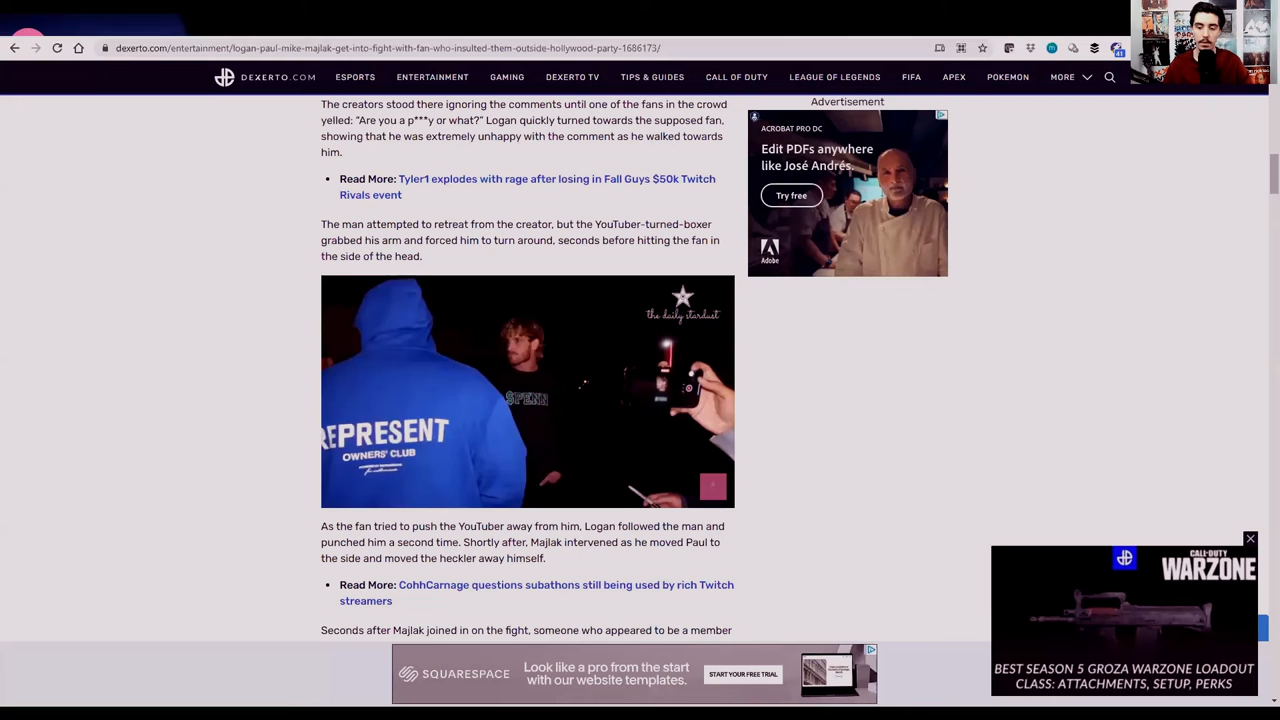 dexerto.com/entertainment/logan-paul-mike-majlak-get-into-fight-with-fan-who-insulted-them-outside-hollywood-party-1686173/
41
DEXERTO.COM ESPORTS ENTERTAINMENT GAMING DEXERTO TV TIPS & GUIDES CALL OF DUTY LEAGUE OF LEGENDS FIFA APEX POKEMON MORE
The creators stood there ignoring the comments until one of the fans in the crowd
yelled: “Are you a p***y or what?” Logan quickly turned towards the supposed fan,
showing that he was extremely unhappy with the comment as he walked towards
him.
• Read More: Tyler1 explodes with rage after losing in Fall Guys $50k Twitch
Rivals event
The man attempted to retreat from the creator, but the YouTuber-turned-boxer
grabbed his arm and forced him to turn around, seconds before hitting the fan in
the side of the head.
the daily stardust
$PENN
REPRESENT
OWNERS' CLUB
As the fan tried to push the YouTuber away from him, Logan followed the man and
punched him a second time. Shortly after, Majlak intervened as he moved Paul to
the side and moved the heckler away himself.
• Read More: CohhCarnage questions subathons still being used by rich Twitch
streamers
Seconds after Majlak joined in on the fight, someone who appeared to be a member
Advertisement
ACROBAT PRO DC
Edit PDFs anywhere
like José Andrés.
Try free
Adobe
CALL OF DUTY
WARZONE
BEST SEASON 5 GROZA WARZONE LOADOUT
CLASS: ATTACHMENTS, SETUP, PERKS
SQUARESPACE
Look like a pro from the start
with our website templates.
START YOUR FREE TRIAL